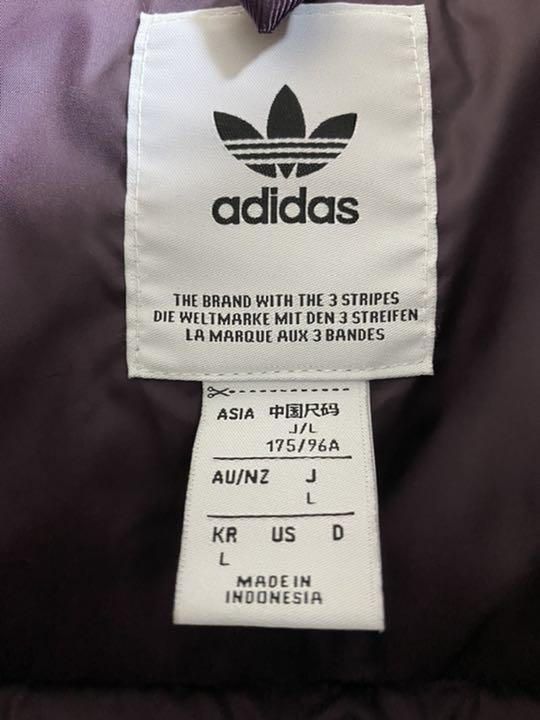 adidas
THE BRAND WITH THE 3 STRIPES
DIE WELTMARKE MIT DEN 3 STREIFEN
LA MARQUE AUX 3 BANDES
ASIA 中国尺码
J/L
175/96A
AU/NZ J
L
KR US D
L
MADE IN
INDONESIA